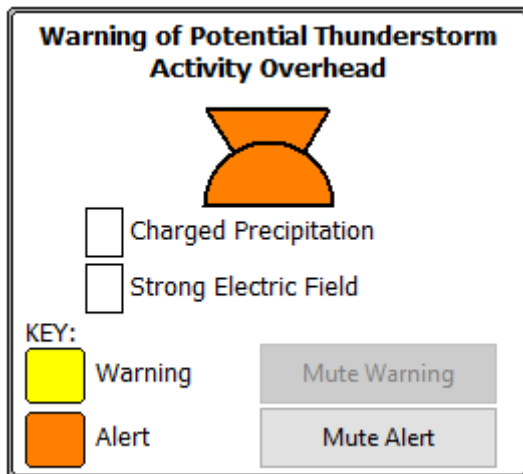 Warning of Potential Thunderstorm
Activity Overhead
Charged Precipitation
Strong Electric Field
KEY:
Warning
Mute Warning
Alert
Mute Alert